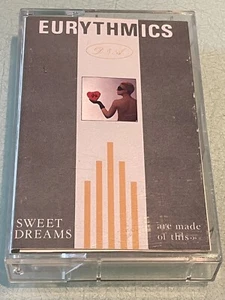 EURYTHMICS
SWEET
DREAMS
are made
of this